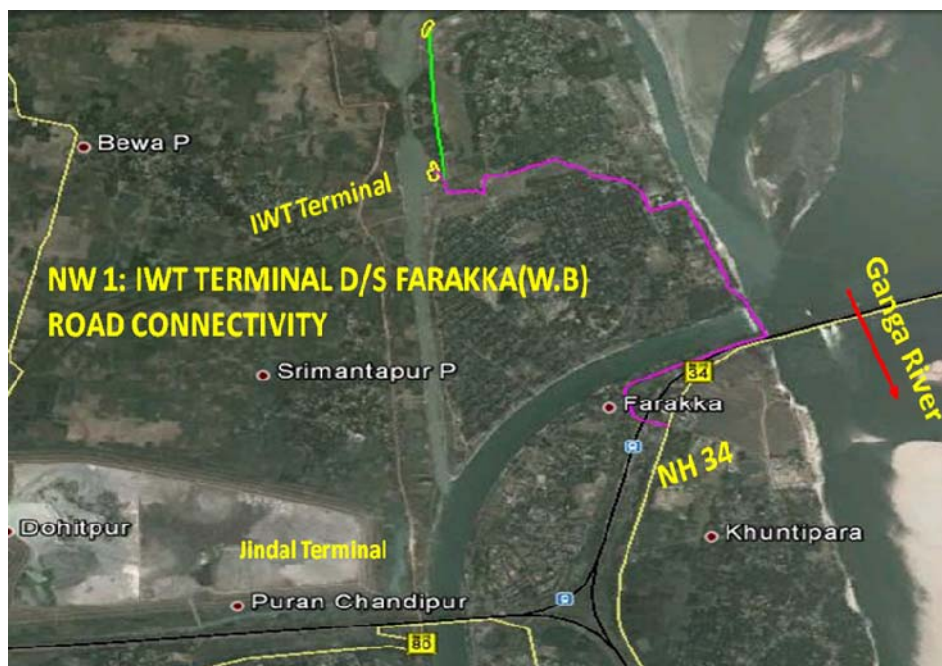 Bewa P
IWT Terminal
NW 1: IWT TERMINAL D/S FARAKKA(W.B)
ROAD CONNECTIVITY
Ganga River
Srimantapur P
34
Farakka
NH 34
Dohitpur
Khuntipara
Jindal Terminal
Puran Chandipur
80